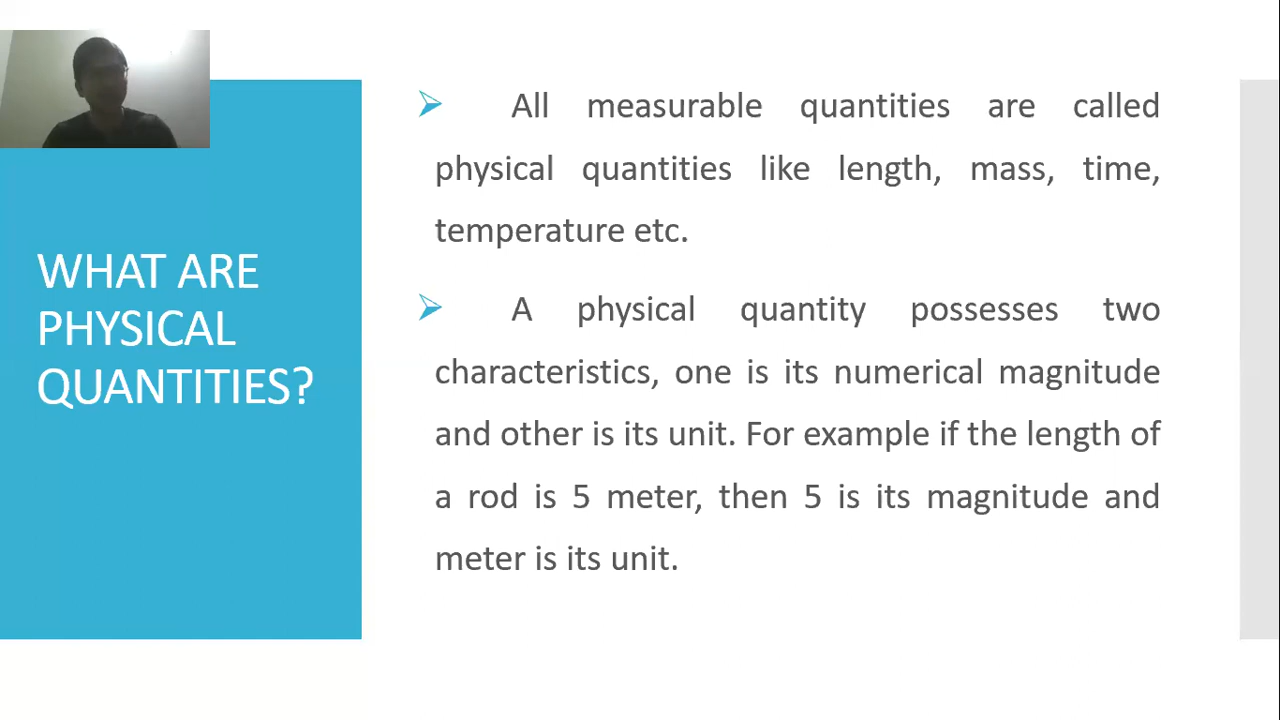 WHAT ARE
PHYSICAL
QUANTITIES?
All measurable quantities are called
physical quantities like length, mass, time,
temperature etc.
A physical quantity possesses two
characteristics, one is its numerical magnitude
and other is its unit. For example if the length of
a rod is 5 meter, then 5 is its magnitude and
meter is its unit.